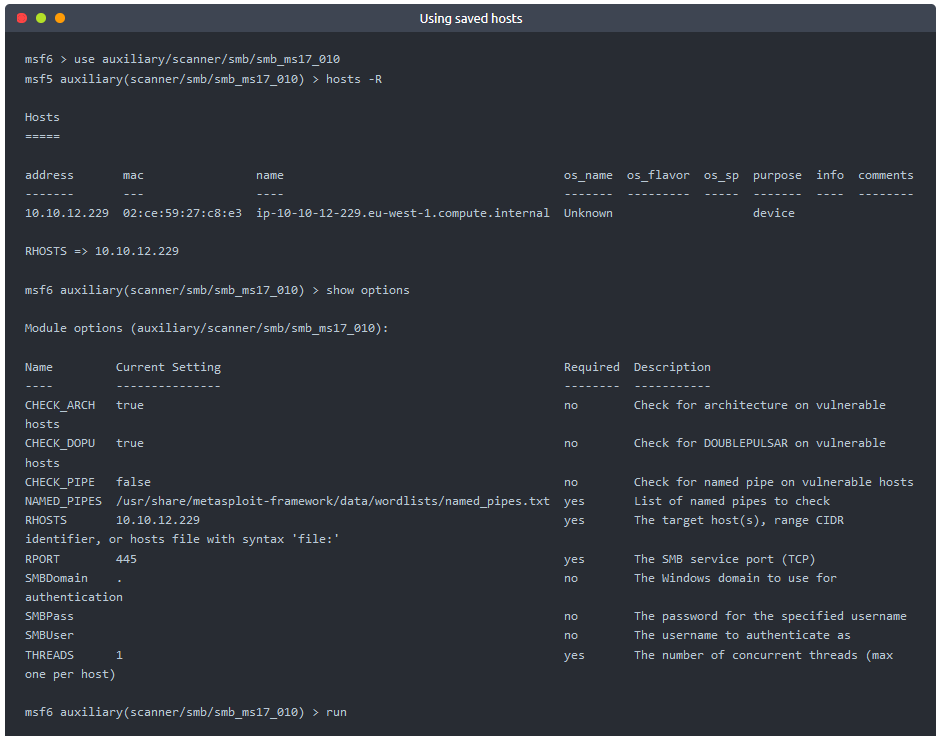 Using saved hosts
msf6 > use auxiliary/scanner/smb/smb_ms17_010
msf5 auxiliary(scanner/smb/smb_ms17_010) > hosts -R
Hosts
=====
address       mac                name                                        os_name  os_flavor  os_sp  purpose  info  comments
-------       ---                ----                                        -------  ---------  -----  -------  ----  --------
10.10.12.229  02:ce:59:27:c8:e3  ip-10-10-12-229.eu-west-1.compute.internal  Unknown                    device
RHOSTS => 10.10.12.229
msf6 auxiliary(scanner/smb/smb_ms17_010) > show options
Module options (auxiliary/scanner/smb/smb_ms17_010):
Name         Current Setting                                                 Required  Description
----         ---------------                                                 --------  -----------
CHECK_ARCH   true                                                            no        Check for architecture on vulnerable
hosts
CHECK_DOPU   true                                                            no        Check for DOUBLEPULSAR on vulnerable
hosts
CHECK_PIPE   false                                                           no        Check for named pipe on vulnerable hosts
NAMED_PIPES  /usr/share/metasploit-framework/data/wordlists/named_pipes.txt  yes       List of named pipes to check
RHOSTS       10.10.12.229                                                    yes       The target host(s), range CIDR
identifier, or hosts file with syntax 'file:'
RPORT        445                                                             yes       The SMB service port (TCP)
SMBDomain    .                                                               no        The Windows domain to use for
authentication
SMBPass                                                                      no        The password for the specified username
SMBUser                                                                      no        The username to authenticate as
THREADS      1                                                               yes       The number of concurrent threads (max
one per host)
msf6 auxiliary(scanner/smb/smb_ms17_010) > run